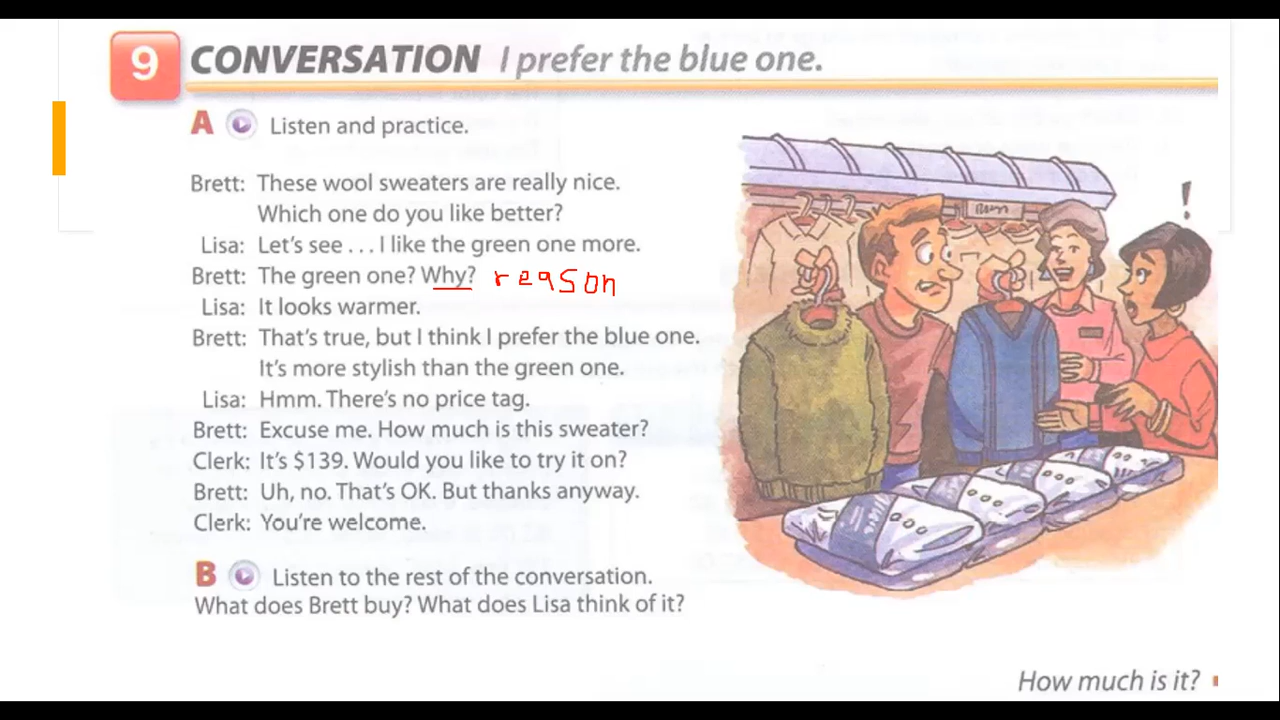 9 CONVERSATION I prefer the blue one.
A Listen and practice.
Brett: These wool sweaters are really nice.
Which one do you like better?
Lisa: Let's see . . . I like the green one more.
Brett: The green one? Why? reason
Lisa: It looks warmer.
Brett: That's true, but I think I prefer the blue one.
It's more stylish than the green one.
Lisa: Hmm. There's no price tag.
Brett: Excuse me. How much is this sweater?
Clerk: It's $139. Would you like to try it on?
Brett: Uh, no. That's OK. But thanks anyway.
Clerk: You're welcome.
B Listen to the rest of the conversation.
What does Brett buy? What does Lisa think of it?
!
How much is it?